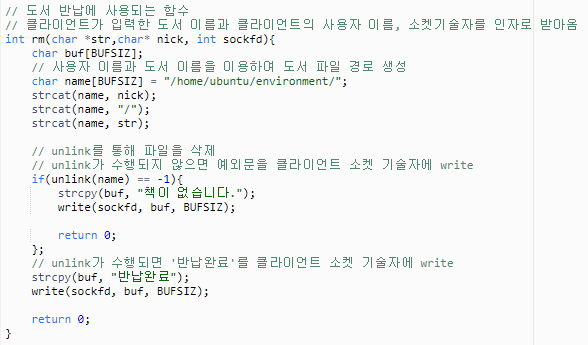 // 도서 반납에 사용되는 함수
// 클라이언트가 입력한 도서 이름과 클라이언트의 사용자 이름, 소켓기술자를 인자로 받아옴
int rm(char *str,char* nick, int sockfd){
    char buf[BUFSIZ];
    // 사용자 이름과 도서 이름을 이용하여 도서 파일 경로 생성
    char name[BUFSIZ] = "/home/ubuntu/environment/";
    strcat(name, nick);
    strcat(name, "/");
    strcat(name, str);

    // unlink를 통해 파일을 삭제
    // unlink가 수행되지 않으면 예외문을 클라이언트 소켓 기술자에 write
    if(unlink(name) == -1){
        strcpy(buf, "책이 없습니다.");
        write(sockfd, buf, BUFSIZ);

        return 0;
    };
    // unlink가 수행되면 '반납완료'를 클라이언트 소켓 기술자에 write
    strcpy(buf, "반납완료");
    write(sockfd, buf, BUFSIZ);

    return 0;
}